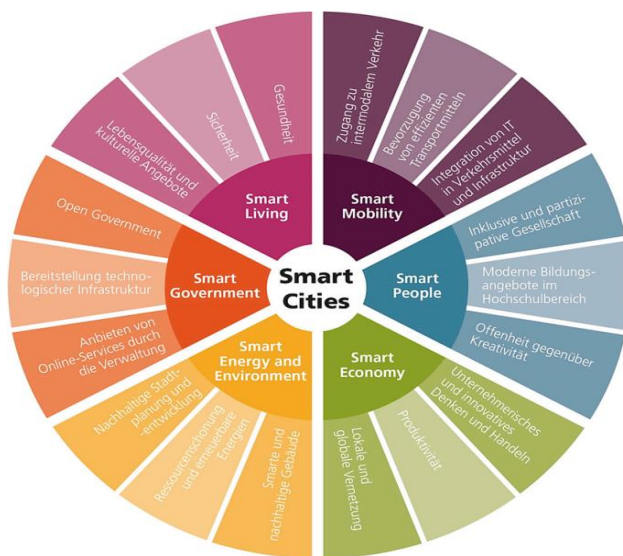 Smart
Cities
Smart
Mobility
Zugang zu
intermodalem Verkehr
Bevorzugung
von effizienten
Transportmitteln
Integration von IT
in Verkehrsmittel
und Infrastruktur
Smart
People
Inklusive und partizi-
pative Gesellschaft
Moderne Bildungs-
angebote im
Hochschulbereich
Offenheit gegenüber
Kreativität
Smart
Economy
Unternehmerisches
und innovatives
Denken und Handeln
Produktivität
Lokale und
globale Vernetzung
Smart
Energy and
Environment
Smarte und
nachhaltige Gebäude
Ressourcenschonung
und erneuerbare
Energien
Nachhaltige Stadt-
planung und
-entwicklung
Smart
Government
Anbieten von
Online-Services durch
die Verwaltung
Bereitstellung techno-
logischer Infrastruktur
Open Government
Smart
Living
Lebensqualität und
kulturelle Angebote
Sicherheit
Gesundheit